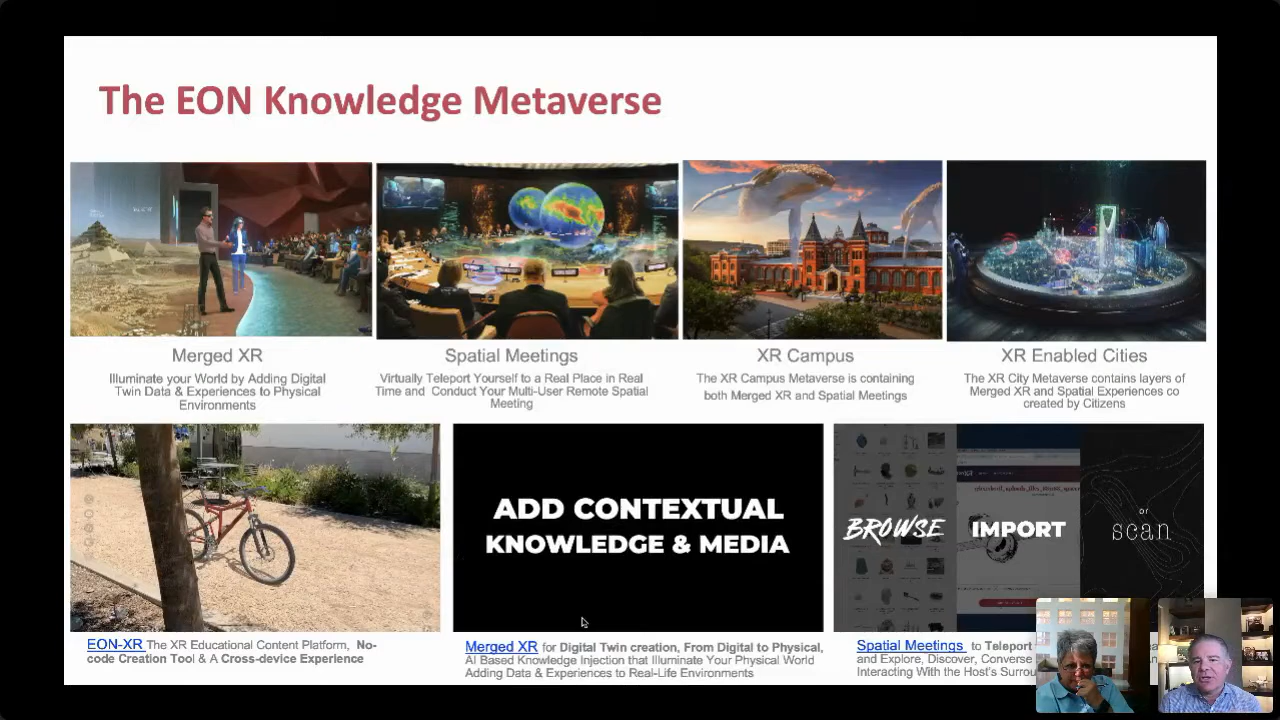 The EON Knowledge Metaverse
Merged XR
Illuminate your World by Adding Digital
Twin Data & Experiences to Physical
Environments
Spatial Meetings
Virtually Teleport Yourself to a Real Place in Real
Time and Conduct Your Multi-User Remote Spatial
Meeting
XR Campus
The XR Campus Metaverse is containing
both Merged XR and Spatial Meetings
XR Enabled Cities
The XR City Metaverse contains layers of
Merged XR and Spatial Experiences co
created by Citizens
ADD CONTEXTUAL
KNOWLEDGE & MEDIA
BROWSE
IMPORT
or
scan
EON-XR The XR Educational Content Platform, No-
code Creation Tool & A Cross-device Experience
Merged XR for Digital Twin creation, From Digital to Physical,
AI Based Knowledge Injection that Illuminate Your Physical World
Adding Data & Experiences to Real-Life Environments
Spatial Meetings to Teleport
and Explore, Discover, Converse
Interacting With the Host's